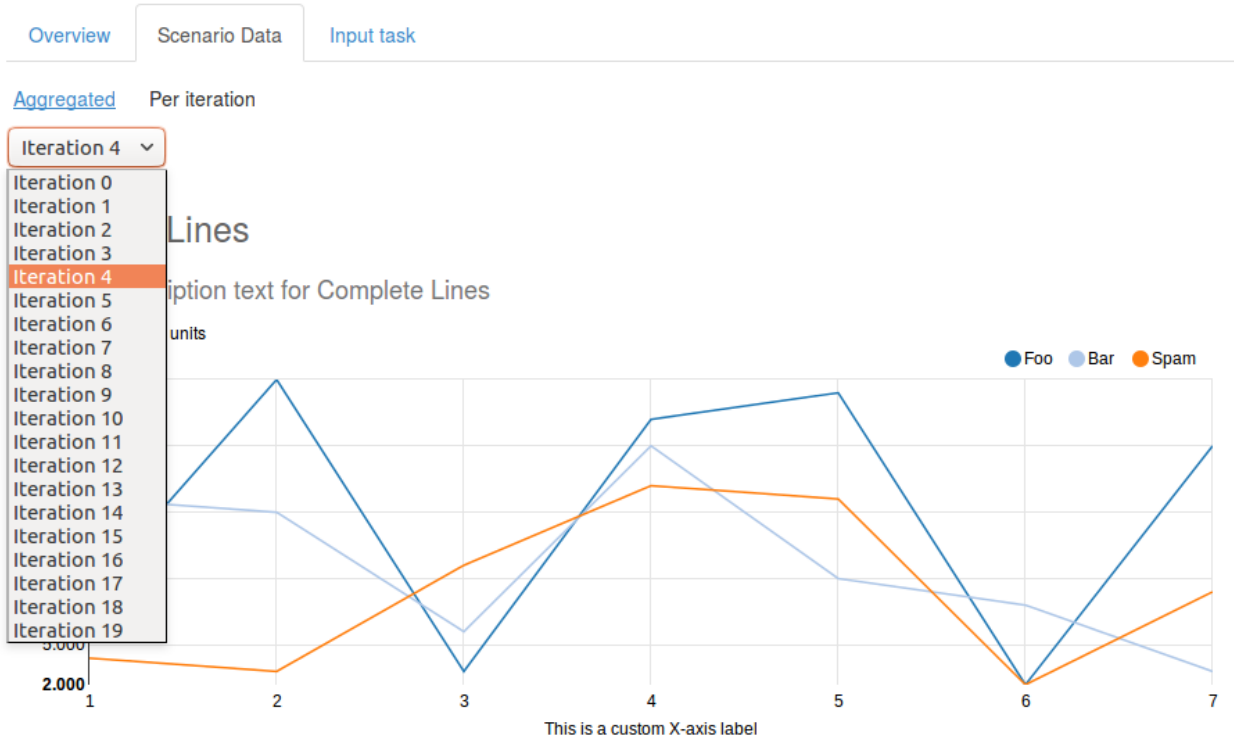 Overview Scenario Data Input task
Aggregated Per iteration
Iteration 4
Iteration 0
Iteration 1
Iteration 2
Iteration 3
Iteration 4
Iteration 5
Iteration 6
Iteration 7
Iteration 8
Iteration 9
Iteration 10
Iteration 11
Iteration 12
Iteration 13
Iteration 14
Iteration 15
Iteration 16
Iteration 17
Iteration 18
Iteration 19
Lines
iption text for Complete Lines
units
Foo Bar Spam
2.000
1 2 3 4 5 6 7
This is a custom X-axis label